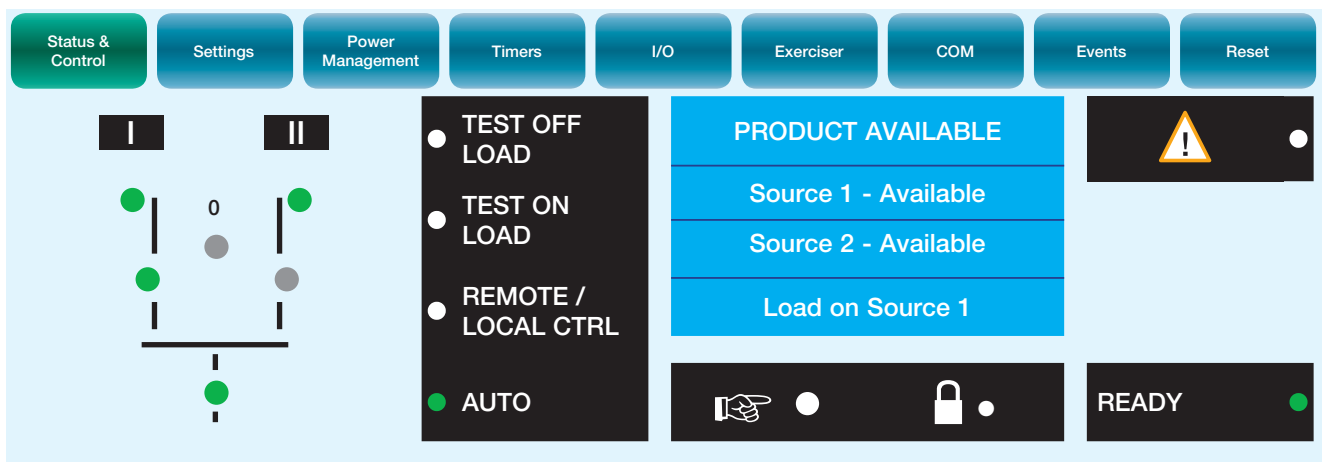 Status &
Control
Settings
Power
Management
Timers
I/O
Exerciser
COM
Events
Reset
I
II
0
TEST OFF
LOAD
TEST ON
LOAD
REMOTE /
LOCAL CTRL
AUTO
PRODUCT AVAILABLE
Source 1 - Available
Source 2 - Available
Load on Source 1
!
READY